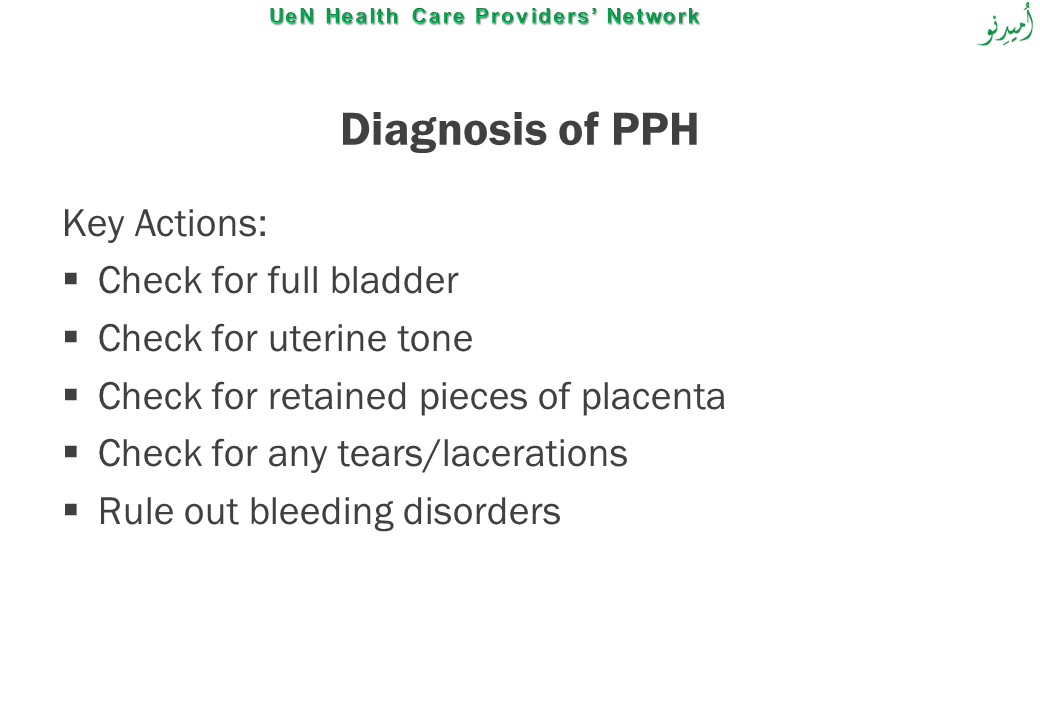 UeN Health Care Providers’ Network
أُميدِنو
Diagnosis of PPH
Key Actions:
▪ Check for full bladder
▪ Check for uterine tone
▪ Check for retained pieces of placenta
▪ Check for any tears/lacerations
▪ Rule out bleeding disorders